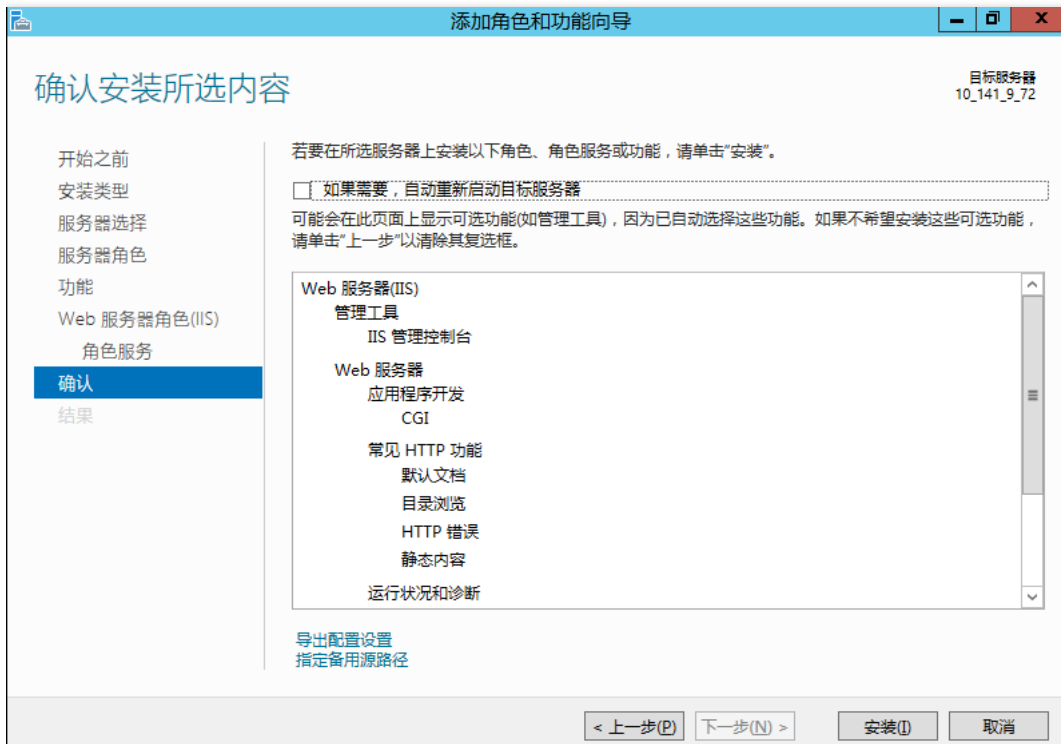 添加角色和功能向导
确认安装所选内容
目标服务器
10_141_9_72
开始之前
安装类型
服务器选择
服务器角色
功能
Web 服务器角色(IIS)
角色服务
确认
结果
若要在所选服务器上安装以下角色、角色服务或功能，请单击"安装"。
如果需要，自动重新启动目标服务器
可能会在此页面上显示可选功能(如管理工具)，因为已自动选择这些功能。如果不希望安装这些可选功能，
请单击"上一步"以清除其复选框。
Web 服务器(IIS)
管理工具
IIS 管理控制台
Web 服务器
应用程序开发
CGI
常见 HTTP 功能
默认文档
目录浏览
HTTP 错误
静态内容
运行状况和诊断
导出配置设置
指定备用源路径
< 上一步(P) 下一步(N) > 安装(I) 取消